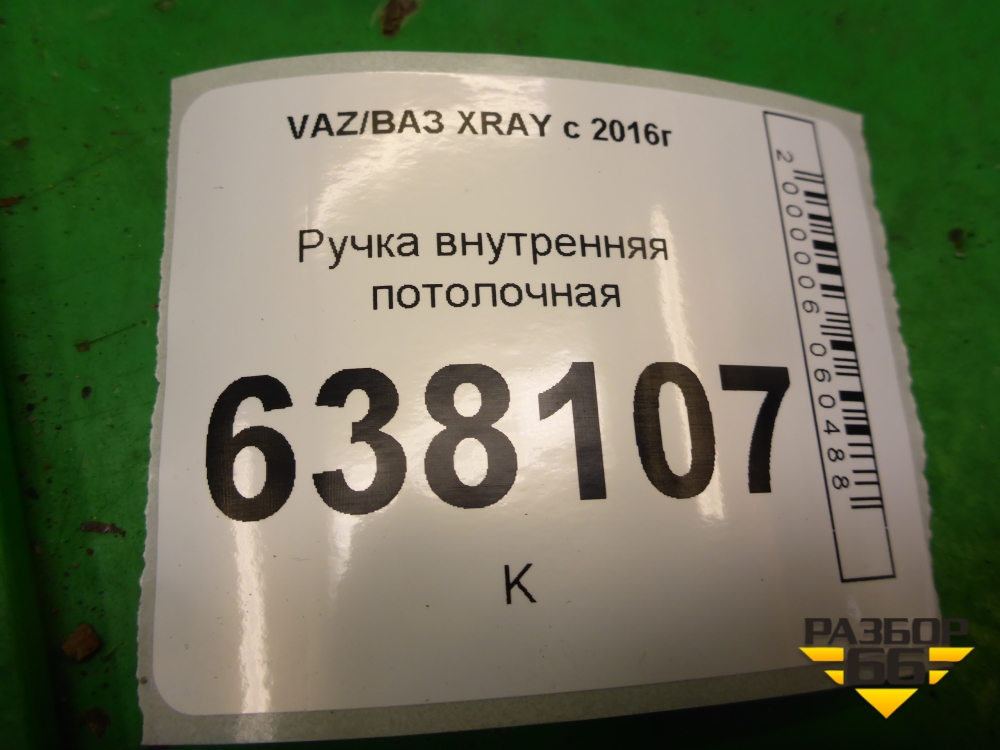 VAZ/ВАЗ XRAY с 2016г
Ручка внутренняя
потолочная
638107
К
2000006060488
РАЗБОР
66